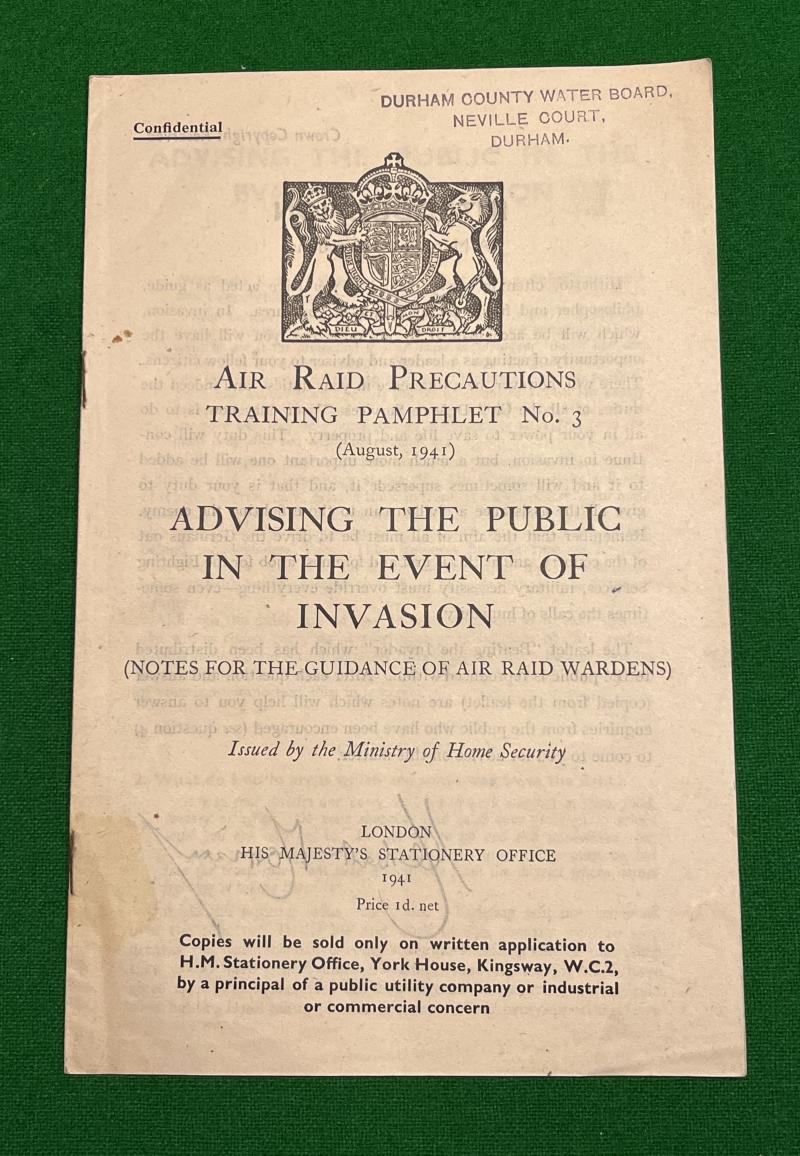 Confidential
DURHAM COUNTY WATER BOARD,
NEVILLE COURT,
DURHAM.
DIEU ET MON DROIT
AIR RAID PRECAUTIONS
TRAINING PAMPHLET No. 3
(August, 1941)
ADVISING THE PUBLIC
IN THE EVENT OF
INVASION
(NOTES FOR THE GUIDANCE OF AIR RAID WARDENS)
Issued by the Ministry of Home Security
LONDON
HIS MAJESTY'S STATIONERY OFFICE
1941
Price 1d. net
Copies will be sold only on written application to
H.M. Stationery Office, York House, Kingsway, W.C.2,
by a principal of a public utility company or industrial
or commercial concern